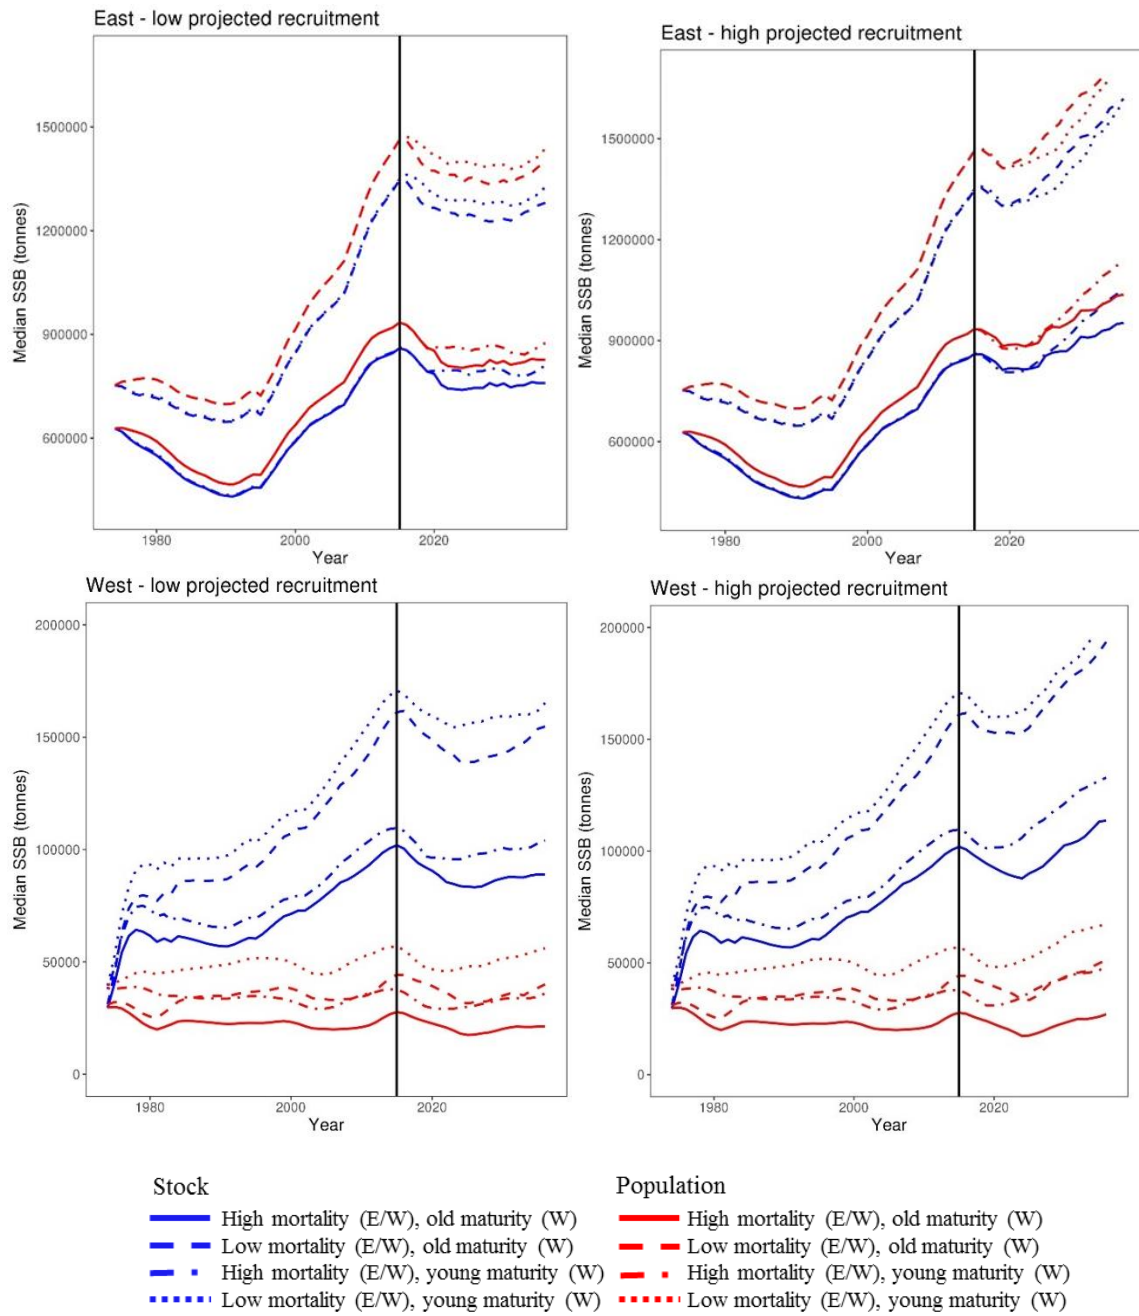 East - low projected recruitment
Median SSB (tonnes)
1500000
1200000
900000
600000
1980
2000
2020
Year
East - high projected recruitment
Median SSB (tonnes)
1500000
1200000
900000
600000
1980
2000
2020
Year
West - low projected recruitment
Median SSB (tonnes)
200000
150000
100000
50000
0
1980
2000
2020
Year
West - high projected recruitment
Median SSB (tonnes)
200000
150000
100000
50000
0
1980
2000
2020
Year
Stock
High mortality (E/W), old maturity (W)
Low mortality (E/W), old maturity (W)
High mortality (E/W), young maturity (W)
Low mortality (E/W), young maturity (W)
Population
High mortality (E/W), old maturity (W)
Low mortality (E/W), old maturity (W)
High mortality (E/W), young maturity (W)
Low mortality (E/W), young maturity (W)